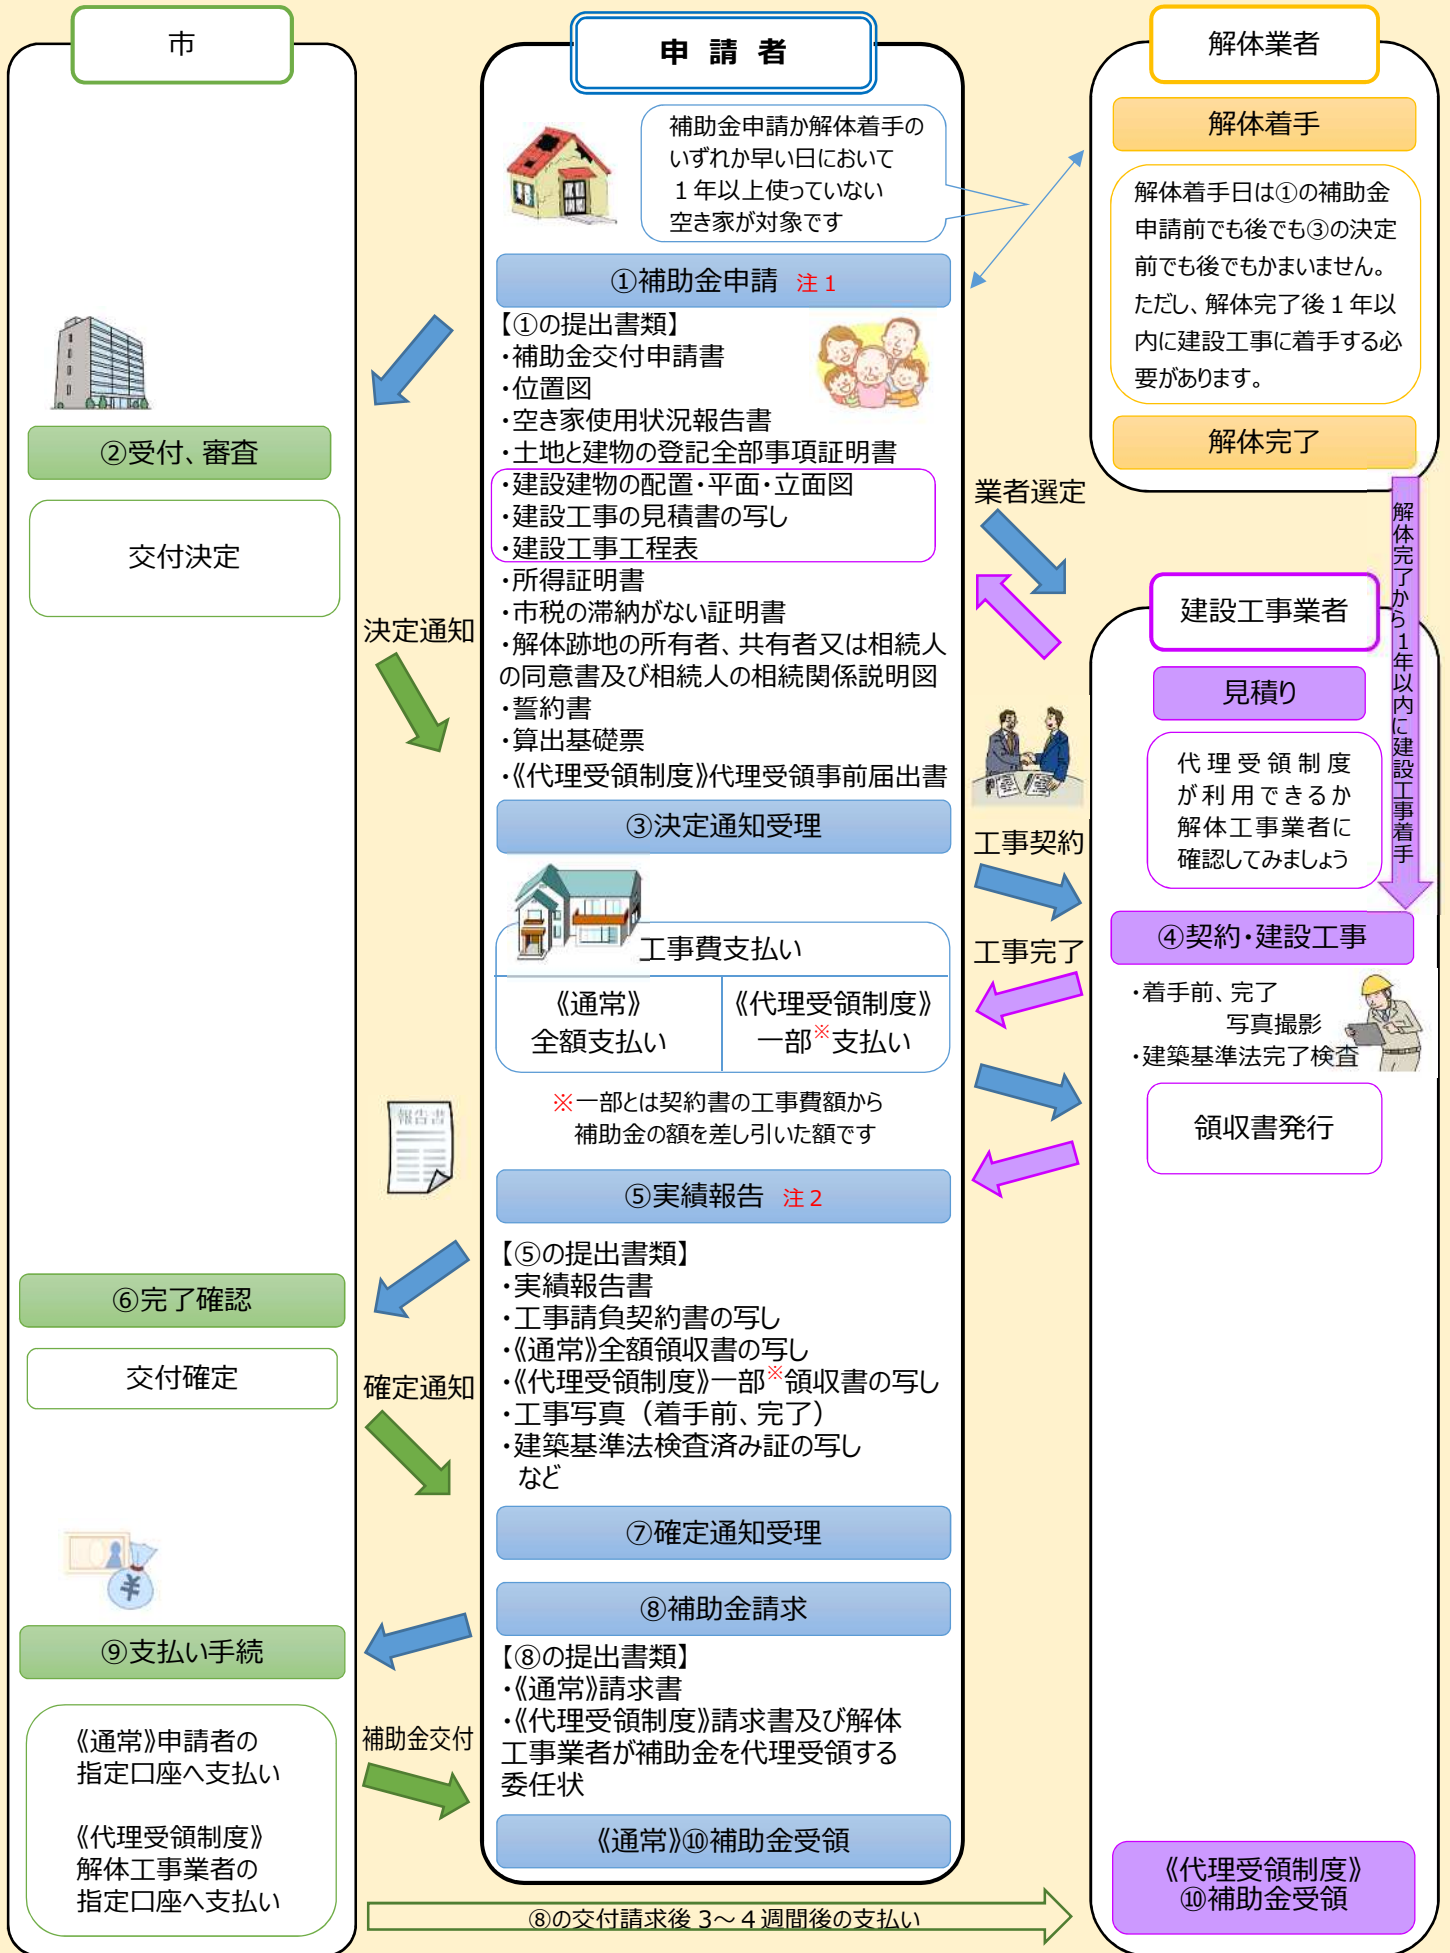 市
②受付、審査
交付決定
決定通知
⑥完了確認
交付確定
確定通知
⑨支払い手続
《通常》申請者の
指定口座へ支払い
《代理受領制度》
解体工事業者の
指定口座へ支払い
補助金交付
⑧の交付請求後3～4週間後の支払い
申 請 者
補助金申請か解体着手の
いずれか早い日において
1年以上使っていない
空き家が対象です
①補助金申請 注1
【①の提出書類】
・補助金交付申請書
・位置図
・空き家使用状況報告書
・土地と建物の登記全部事項証明書
・建設建物の配置・平面・立面図
・建設工事の見積書の写し
・建設工事工程表
・所得証明書
・市税の滞納がない証明書
・解体跡地の所有者、共有者又は相続人
の同意書及び相続人の相続関係説明図
・誓約書
・算出基礎票
・《代理受領制度》代理受領事前届出書
③決定通知受理
工事費支払い
《通常》
全額支払い
《代理受領制度》
一部※支払い
※一部とは契約書の工事費額から
補助金の額を差し引いた額です
報告書
⑤実績報告 注2
【⑤の提出書類】
・実績報告書
・工事請負契約書の写し
・《通常》全額領収書の写し
・《代理受領制度》一部※領収書の写し
・工事写真（着手前、完了）
・建築基準法検査済み証の写し
など
⑦確定通知受理
⑧補助金請求
【⑧の提出書類】
・《通常》請求書
・《代理受領制度》請求書及び解体
工事業者が補助金を代理受領する
委任状
《通常》⑩補助金受領
業者選定
工事契約
工事完了
解体業者
解体着手
解体着手日は①の補助金
申請前でも後でも③の決定
前でも後でもかまいません。
ただし、解体完了後1年以
内に建設工事に着手する必
要があります。
解体完了
解体完了から1年以内に建設工事着手
建設工事業者
見積り
代理受領制度
が利用できるか
解体工事業者に
確認してみましょう
④契約・建設工事
・着手前、完了
写真撮影
・建築基準法完了検査
領収書発行
《代理受領制度》
⑩補助金受領
¥